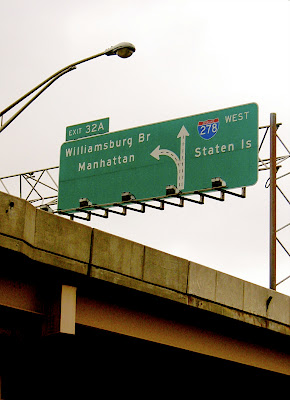 EXIT 32A
Williamsburg Br
Manhattan
278 WEST
Staten Is